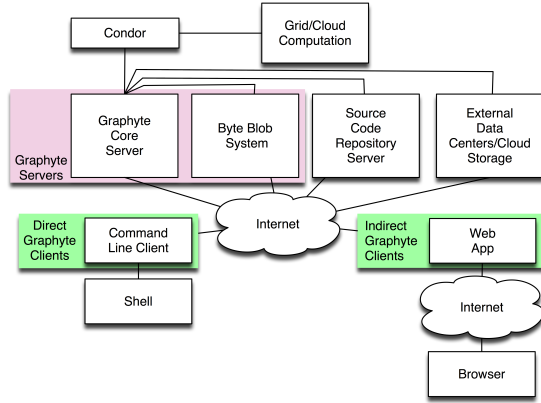 Condor
Grid/Cloud
Computation
Graphyte
Servers
Graphyte
Core
Server
Byte Blob
System
Source
Code
Repository
Server
External
Data
Centers/Cloud
Storage
Internet
Direct
Graphyte
Clients
Command
Line Client
Shell
Indirect
Graphyte
Clients
Web
App
Internet
Browser